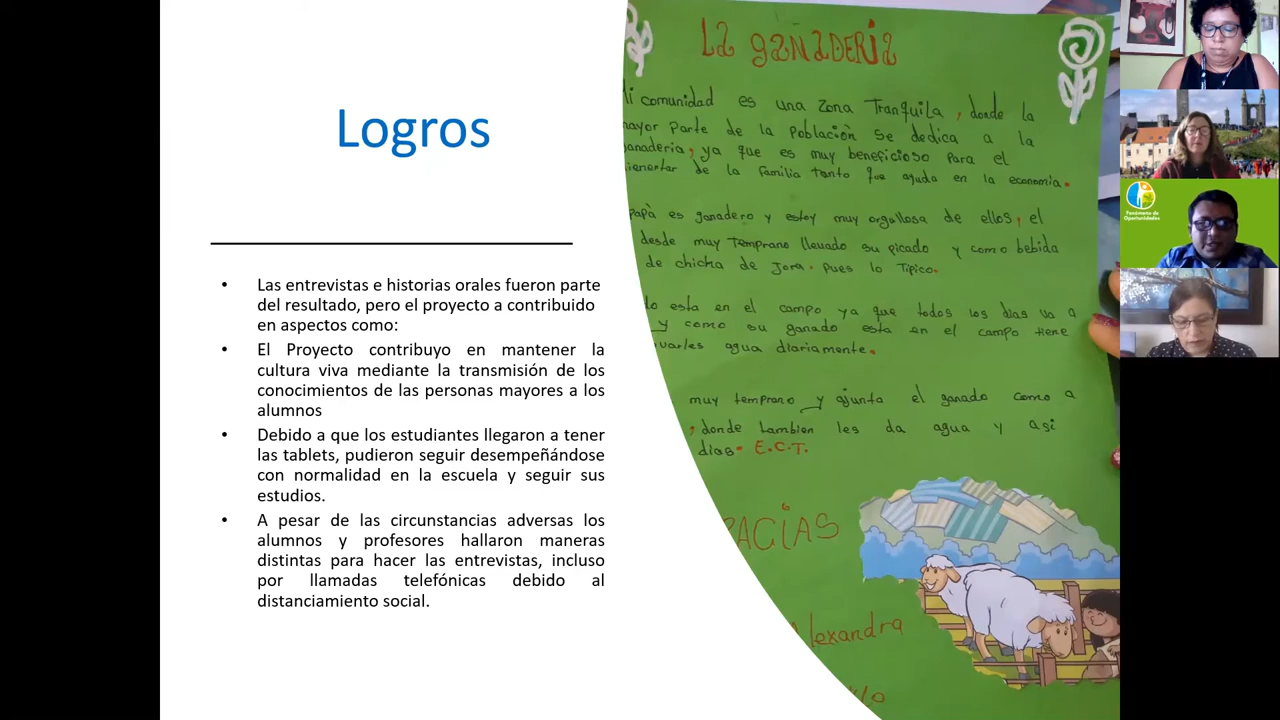 Logros
• Las entrevistas e historias orales fueron parte
del resultado, pero el proyecto a contribuido
en aspectos como:
• El Proyecto contribuyo en mantener la
cultura viva mediante la transmisión de los
conocimientos de las personas mayores a los
alumnos
• Debido a que los estudiantes llegaron a tener
las tablets, pudieron seguir desempeñándose
con normalidad en la escuela y seguir sus
estudios.
• A pesar de las circunstancias adversas los
alumnos y profesores hallaron maneras
distintas para hacer las entrevistas, incluso
por llamadas telefónicas debido al
distanciamiento social.
La GANADERIA
comunidad es una Zona Tranquila, donde la
parte de la Poblaciòn se dedica a la
ya que es muy beneficioso para el
de la familia tanto que ayuda en la economia.
papà es ganadero y estoy muy orgullosa de ellos, el
desde muy Temprano llevado su picado y como bebida
de chicha de Jora. pues lo Tipico.
esta en el campo ya que todos los dias va a
y como su ganado esta en el campo tiene
agua diariamente.
muy temprano y ajunta el ganado como a
, donde tambien les da agua y asi
dias. E.C.T.
Alexandra
Fenómeno de
Oportunidades